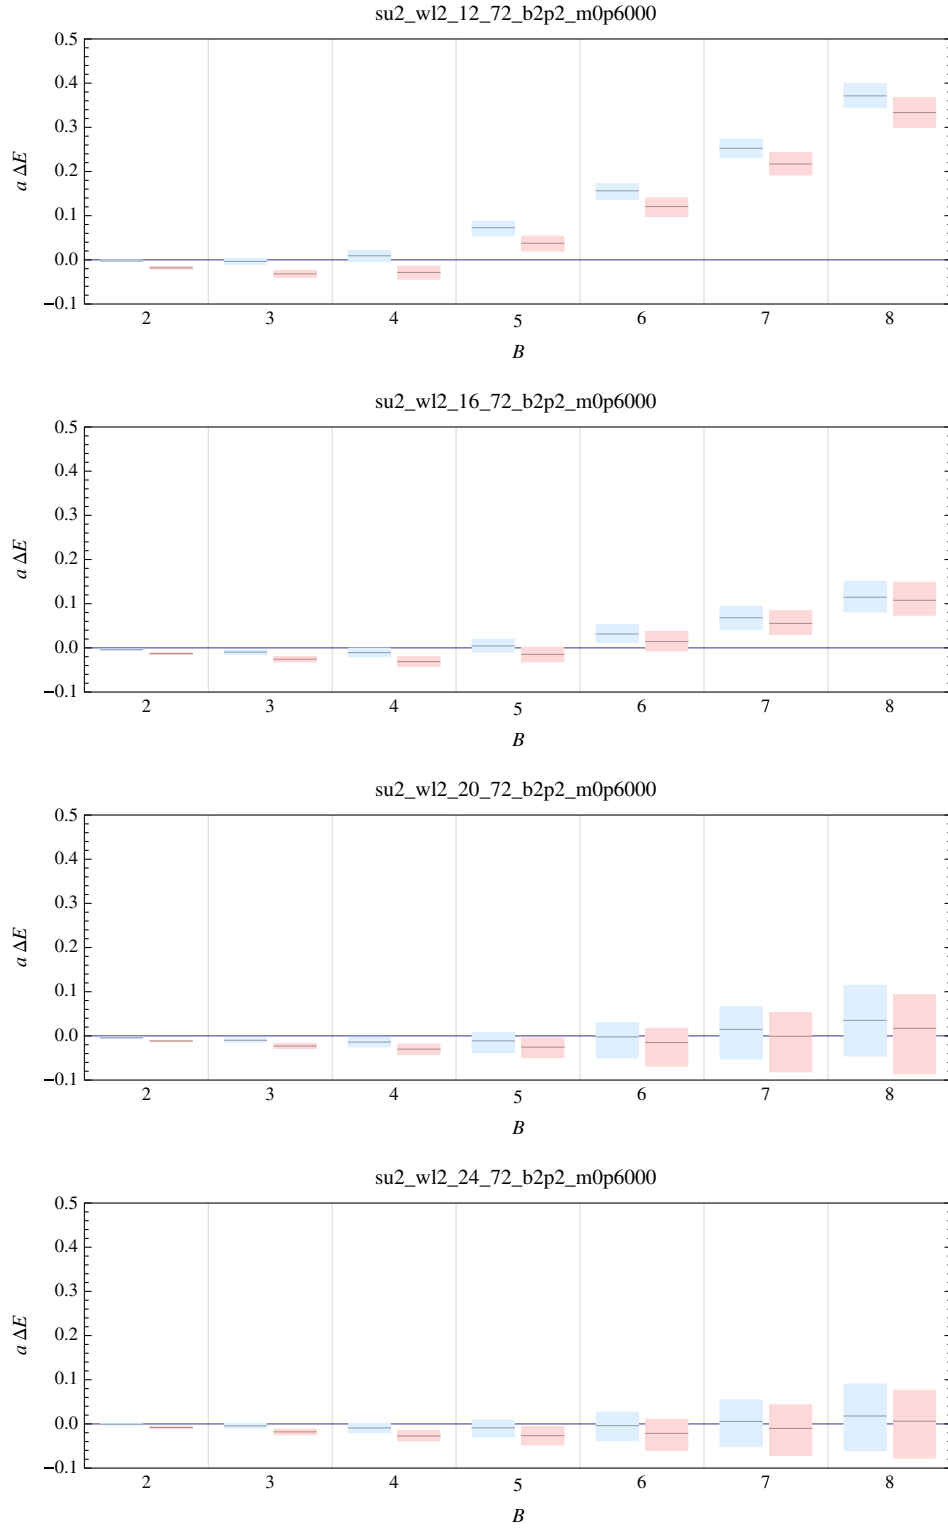 su2_wl2_12_72_b2p2_m0p6000
0.5
0.4
0.3
0.2
0.1
0.0
−0.1
a ΔE
2 3 4 5 6 7 8
B
su2_wl2_16_72_b2p2_m0p6000
0.5
0.4
0.3
0.2
0.1
0.0
−0.1
a ΔE
2 3 4 5 6 7 8
B
su2_wl2_20_72_b2p2_m0p6000
0.5
0.4
0.3
0.2
0.1
0.0
−0.1
a ΔE
2 3 4 5 6 7 8
B
su2_wl2_24_72_b2p2_m0p6000
0.5
0.4
0.3
0.2
0.1
0.0
−0.1
a ΔE
2 3 4 5 6 7 8
B